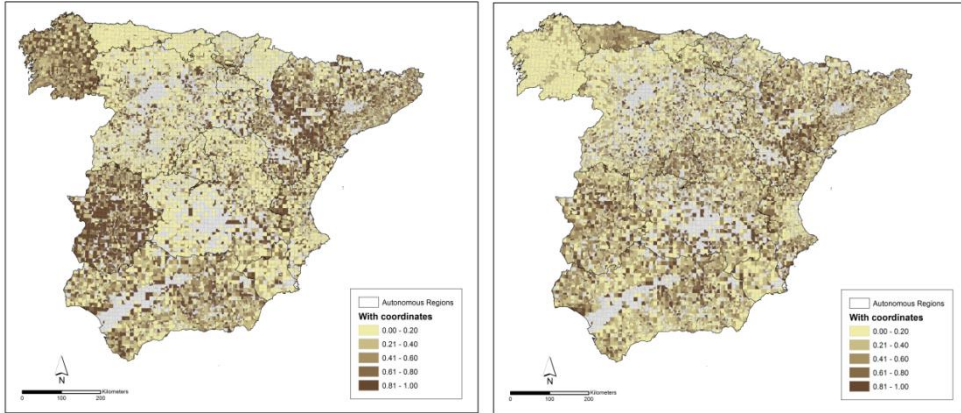 Autonomous Regions
With coordinates
0.00 - 0.20
0.21 - 0.40
0.41 - 0.60
0.61 - 0.80
0.81 - 1.00
N
Kilometers
0 100 200
Autonomous Regions
With coordinates
0.00 - 0.20
0.21 - 0.40
0.41 - 0.60
0.61 - 0.80
0.81 - 1.00
N
Kilometers
0 100 200